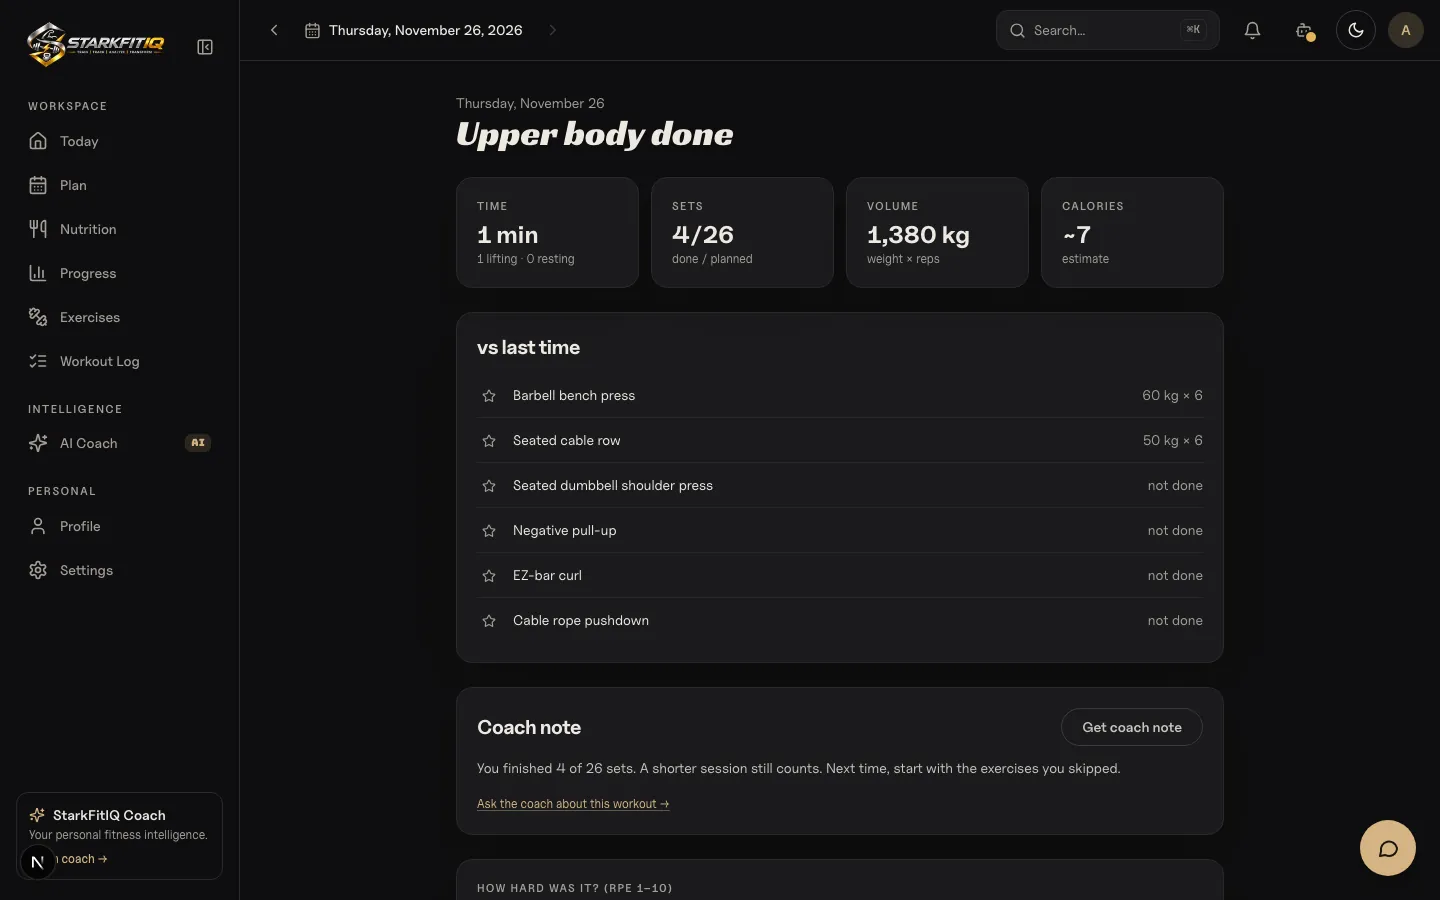 STARKFITIQ
Thursday, November 26, 2026
Search...
⌘K
A
WORKSPACE
Today
Plan
Nutrition
Progress
Exercises
Workout Log
INTELLIGENCE
AI Coach
AI
PERSONAL
Profile
Settings
StarkFitIQ Coach
Your personal fitness intelligence.
coach →
N
Thursday, November 26
Upper body done
TIME
1 min
1 lifting · 0 resting
SETS
4/26
done / planned
VOLUME
1,380 kg
weight × reps
CALORIES
~7
estimate
vs last time
Barbell bench press
60 kg × 6
Seated cable row
50 kg × 6
Seated dumbbell shoulder press
not done
Negative pull-up
not done
EZ-bar curl
not done
Cable rope pushdown
not done
Coach note
Get coach note
You finished 4 of 26 sets. A shorter session still counts. Next time, start with the exercises you skipped.
Ask the coach about this workout →
HOW HARD WAS IT? (RPE 1–10)